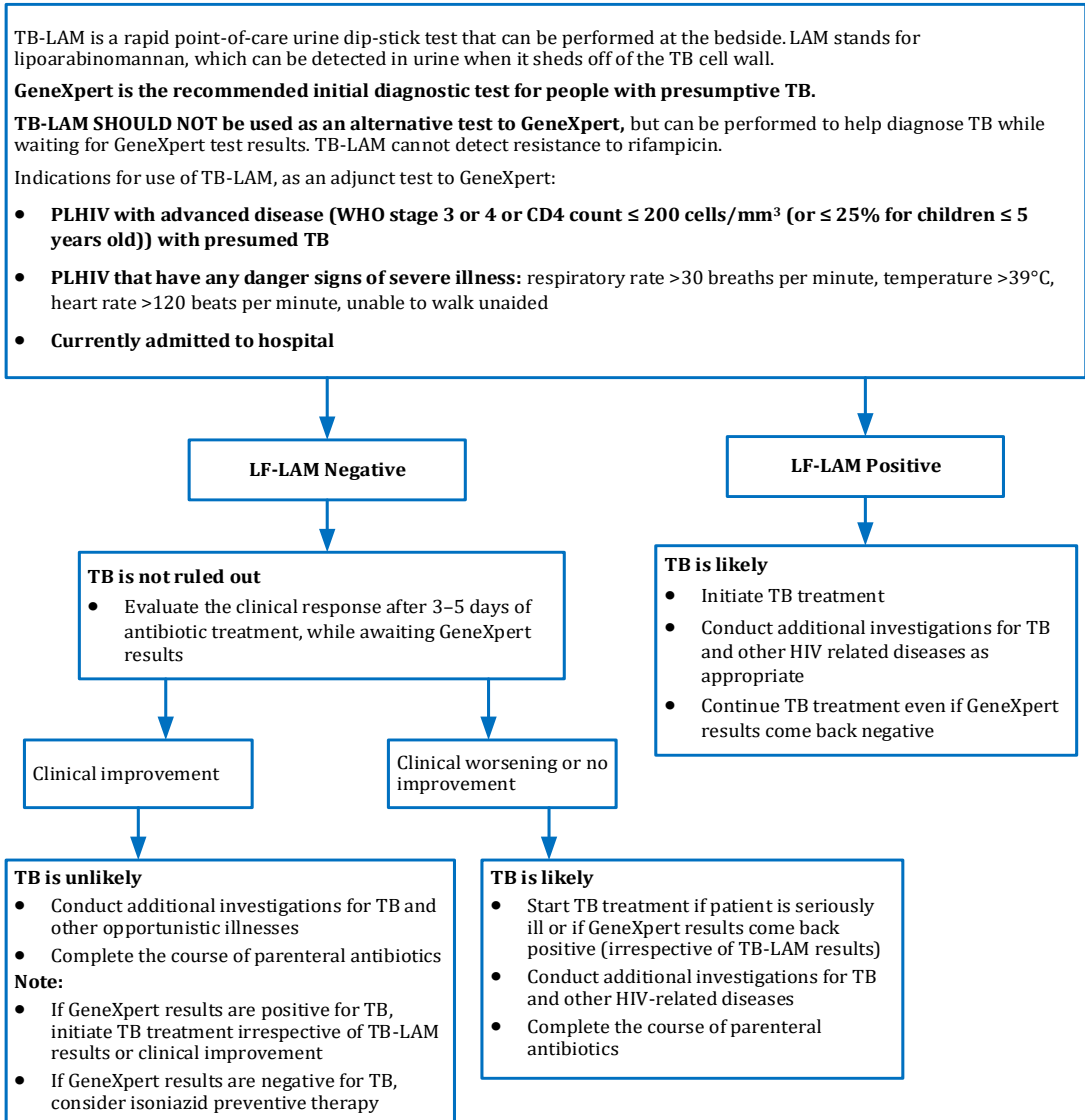 TB-LAM is a rapid point-of-care urine dip-stick test that can be performed at the bedside. LAM stands for
lipoarabinomannan, which can be detected in urine when it sheds off of the TB cell wall.
GeneXpert is the recommended initial diagnostic test for people with presumptive TB.
TB-LAM SHOULD NOT be used as an alternative test to GeneXpert, but can be performed to help diagnose TB while
waiting for GeneXpert test results. TB-LAM cannot detect resistance to rifampicin.
Indications for use of TB-LAM, as an adjunct test to GeneXpert:
• PLHIV with advanced disease (WHO stage 3 or 4 or CD4 count ≤ 200 cells/mm³ (or ≤ 25% for children ≤ 5
years old)) with presumed TB
• PLHIV that have any danger signs of severe illness: respiratory rate >30 breaths per minute, temperature >39°C,
heart rate >120 beats per minute, unable to walk unaided
• Currently admitted to hospital
LF-LAM Negative
LF-LAM Positive
TB is not ruled out
• Evaluate the clinical response after 3–5 days of
antibiotic treatment, while awaiting GeneXpert
results
TB is likely
• Initiate TB treatment
• Conduct additional investigations for TB
and other HIV related diseases as
appropriate
• Continue TB treatment even if GeneXpert
results come back negative
Clinical improvement
Clinical worsening or no
improvement
TB is unlikely
• Conduct additional investigations for TB and
other opportunistic illnesses
• Complete the course of parenteral antibiotics
Note:
• If GeneXpert results are positive for TB,
initiate TB treatment irrespective of TB-LAM
results or clinical improvement
• If GeneXpert results are negative for TB,
consider isoniazid preventive therapy
TB is likely
• Start TB treatment if patient is seriously
ill or if GeneXpert results come back
positive (irrespective of TB-LAM results)
• Conduct additional investigations for TB
and other HIV-related diseases
• Complete the course of parenteral
antibiotics